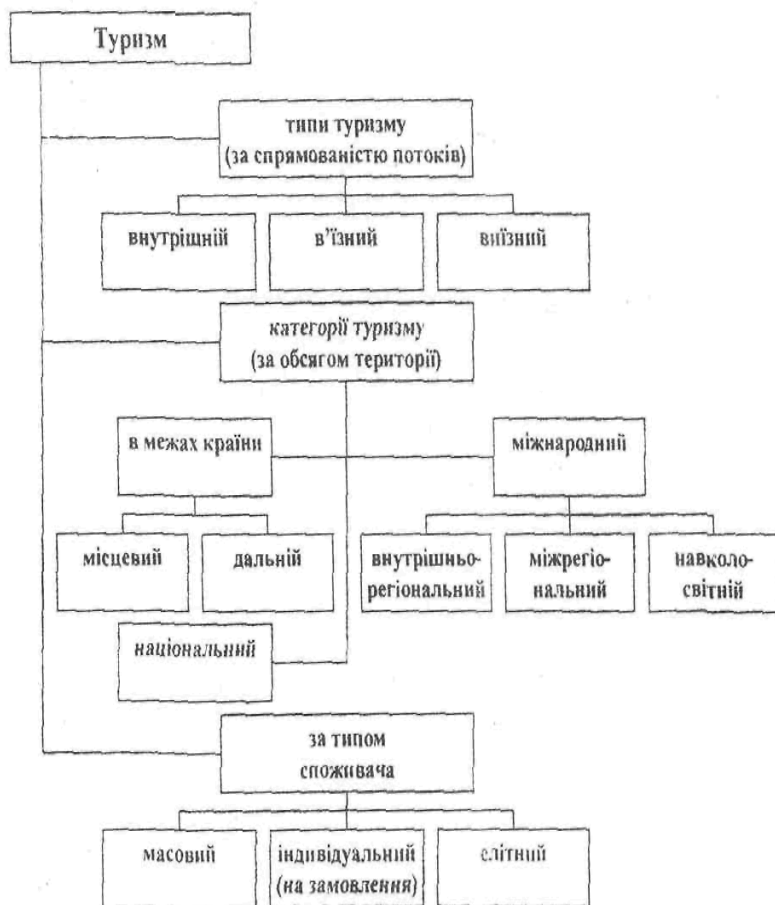 Туризм
типи туризму
(за спрямованістю потоків)
внутрішній
в'їзний
виїзний
категорії туризму
(за обсягом території)
в межах країни
міжнародний
місцевий
дальній
внутрішньо-
регіональний
міжрегіо-
нальний
навколо-
світній
національний
за типом
споживача
масовий
індивідуальний
(на замовлення)
елітний